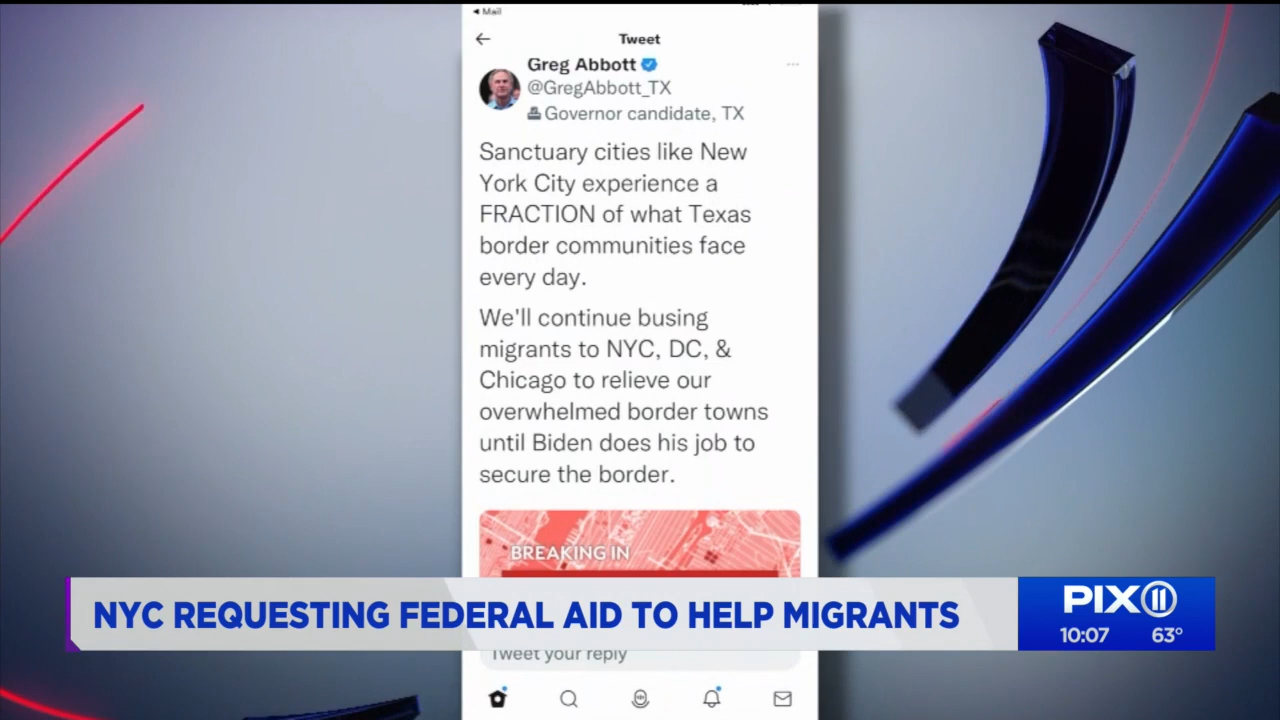 Mail
Tweet
Greg Abbott
@GregAbbott_TX
Governor candidate, TX
Sanctuary cities like New
York City experience a
FRACTION of what Texas
border communities face
every day.
We'll continue busing
migrants to NYC, DC, &
Chicago to relieve our
overwhelmed border towns
until Biden does his job to
secure the border.
BREAKING IN
NYC REQUESTING FEDERAL AID TO HELP MIGRANTS
PIX11
10:07 63°
Tweet your reply